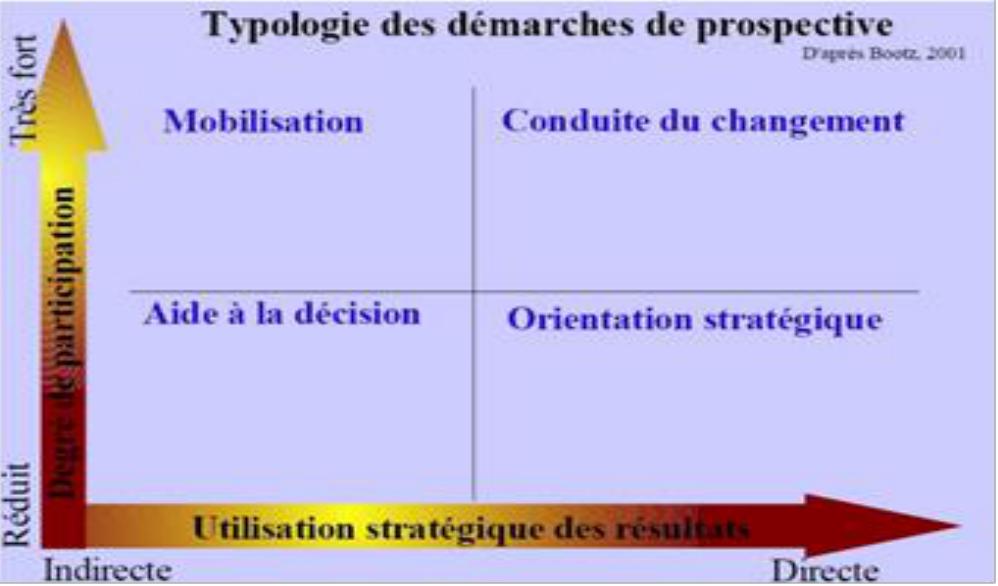 Typologie des démarches de prospective
D'après Bootz, 2001
Très fort
Mobilisation
Conduite du changement
Degré de participation
Aide à la décision
Orientation stratégique
Réduit
Utilisation stratégique des résultats
Indirecte
Directe